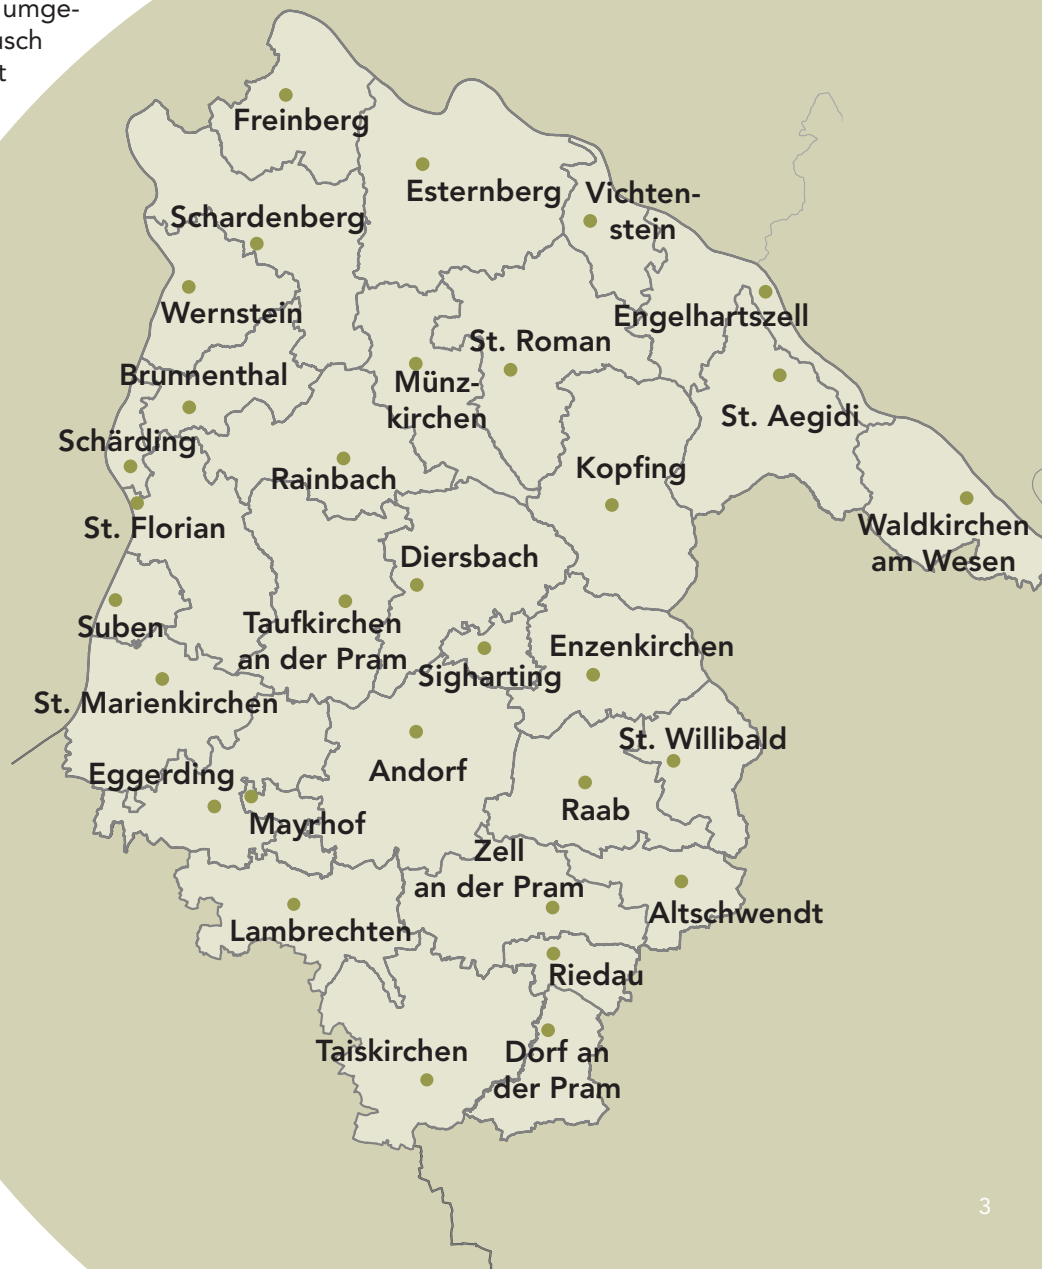 umge-
usch
t
Freinberg
Esternberg
Vichten-
stein
Schardenberg
Wernstein
Engelhartszell
St. Roman
Brunnenthal
Münz-
kirchen
St. Aegidi
Schärding
Rainbach
Kopfing
St. Florian
Waldkirchen
am Wesen
Diersbach
Suben
Taufkirchen
an der Pram
Enzenkirchen
Sigharting
St. Marienkirchen
St. Willibald
Andorf
Eggerding
Raab
Mayrhof
Zell
an der Pram
Altschwendt
Lambrechten
Riedau
Taiskirchen
Dorf an
der Pram
3